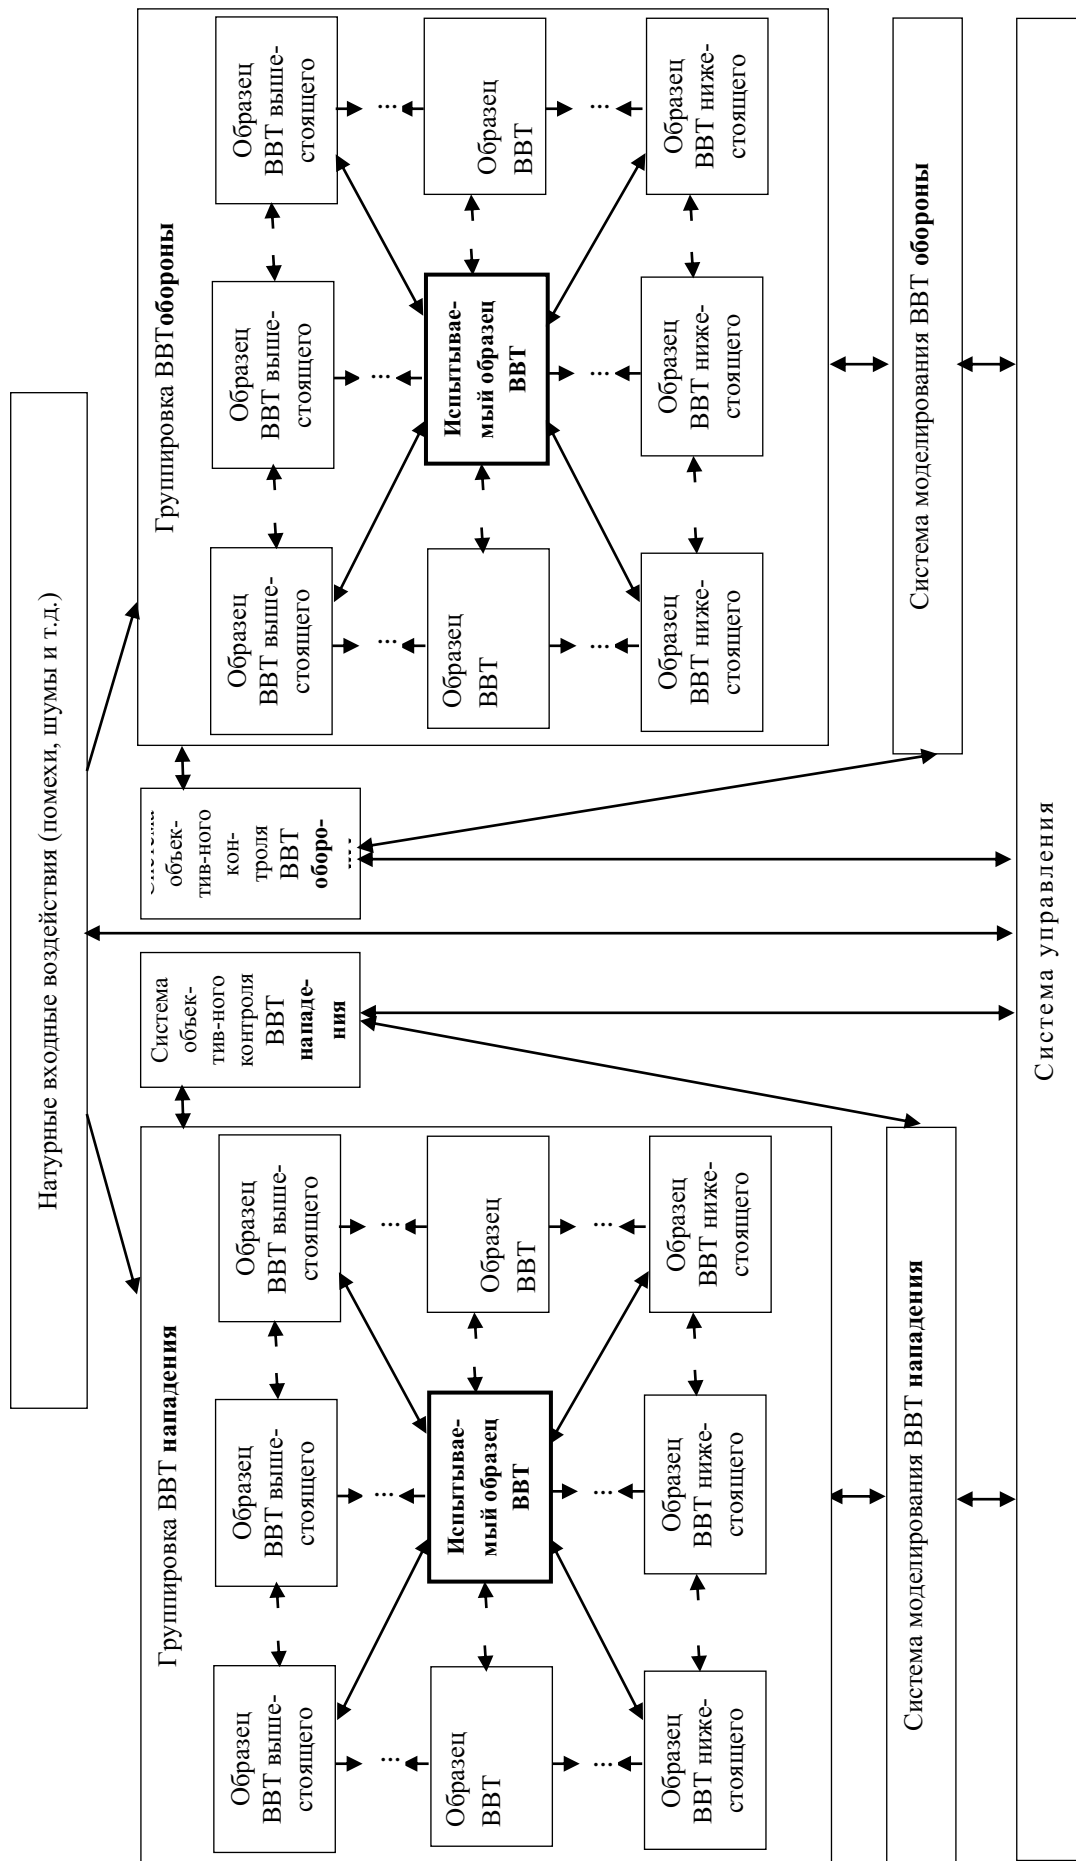 Натурные входные воздействия (помехи, шумы и т.д.)
Группировка ВВТ нападения
Образец
ВВТ выше-
стоящего
...
Образец
ВВТ выше-
стоящего
...
Образец
ВВТ выше-
стоящего
...
Образец
ВВТ
...
Испытывае-
мый образец
ВВТ
...
Образец
ВВТ
...
Образец
ВВТ ниже-
стоящего
Образец
ВВТ ниже-
стоящего
Образец
ВВТ ниже-
стоящего
Система
объек-
тив-ного
контроля
ВВТ
нападе-
ния
объек-
тив-ного
кон-
троля
ВВТ
оборо-
Группировка ВВТобороны
Образец
ВВТ выше-
стоящего
...
Образец
ВВТ выше-
стоящего
...
Образец
ВВТ выше-
стоящего
...
Образец
ВВТ
...
Испытывае-
мый образец
ВВТ
...
Образец
ВВТ
...
Образец
ВВТ ниже-
стоящего
Образец
ВВТ ниже-
стоящего
Образец
ВВТ ниже-
стоящего
Система моделирования ВВТ нападения
Система моделирования ВВТ обороны
Система управления